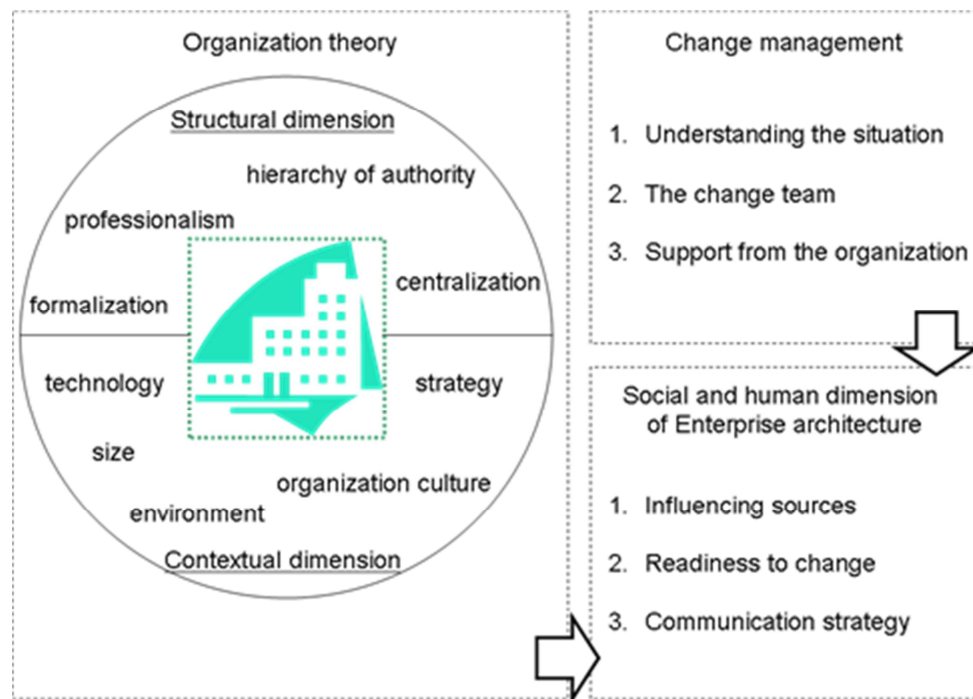 Organization theory
Structural dimension
hierarchy of authority
professionalism
centralization
formalization
technology
strategy
size
organization culture
environment
Contextual dimension
Change management
1. Understanding the situation
2. The change team
3. Support from the organization
Social and human dimension
of Enterprise architecture
1. Influencing sources
2. Readiness to change
3. Communication strategy